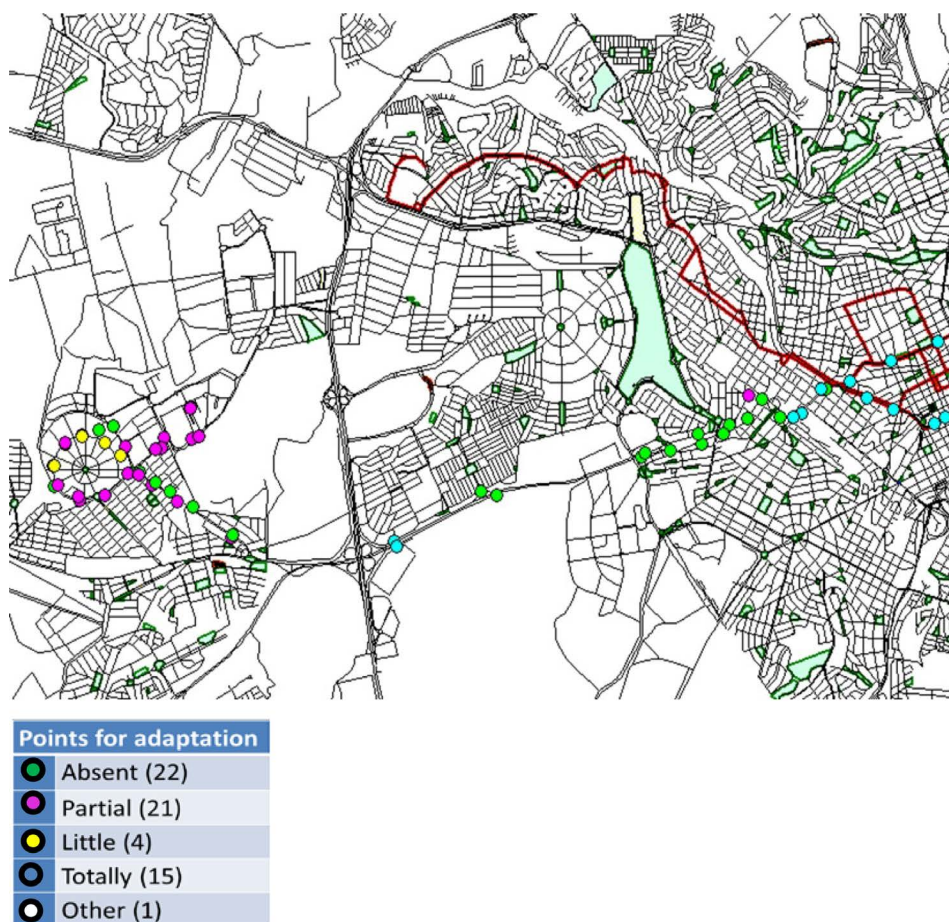 Points for adaptation
Absent (22)
Partial (21)
Little (4)
Totally (15)
Other (1)